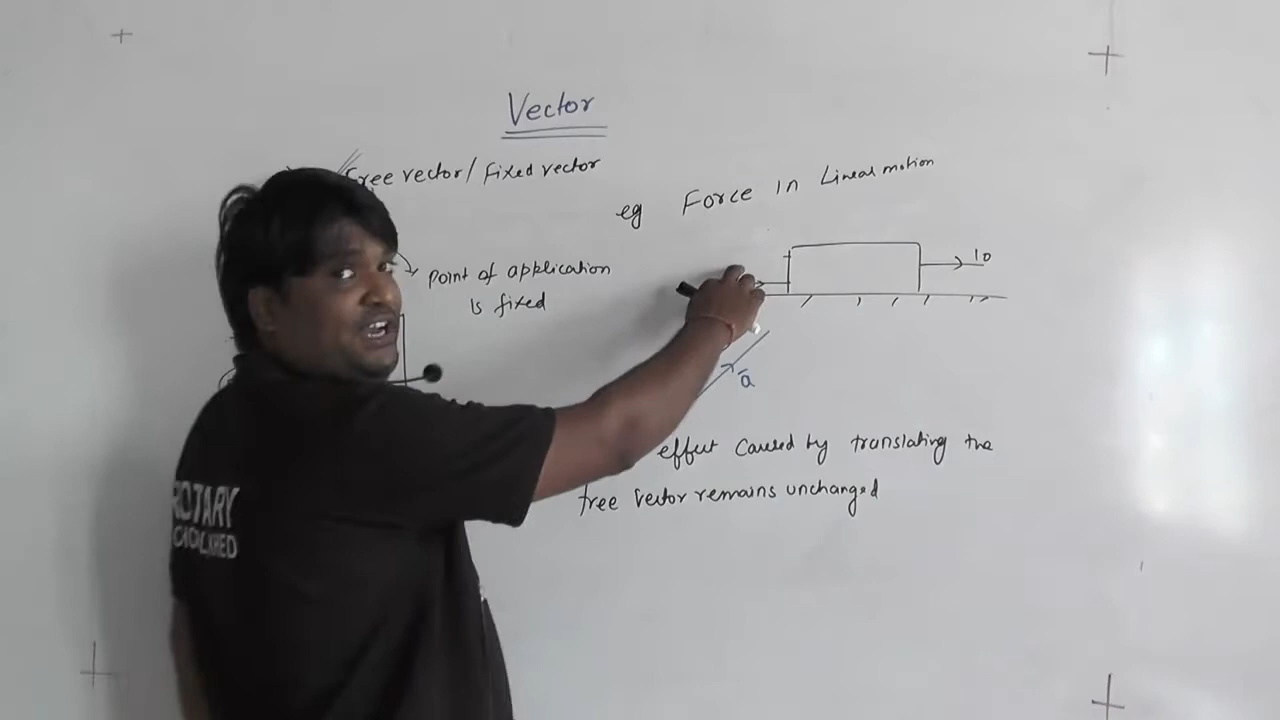 Vector
free vector/fixed vector
eg Force in Linear motion
point of application
is fixed
10
a
effect caused by translating the
free vector remains unchanged
ROTARY